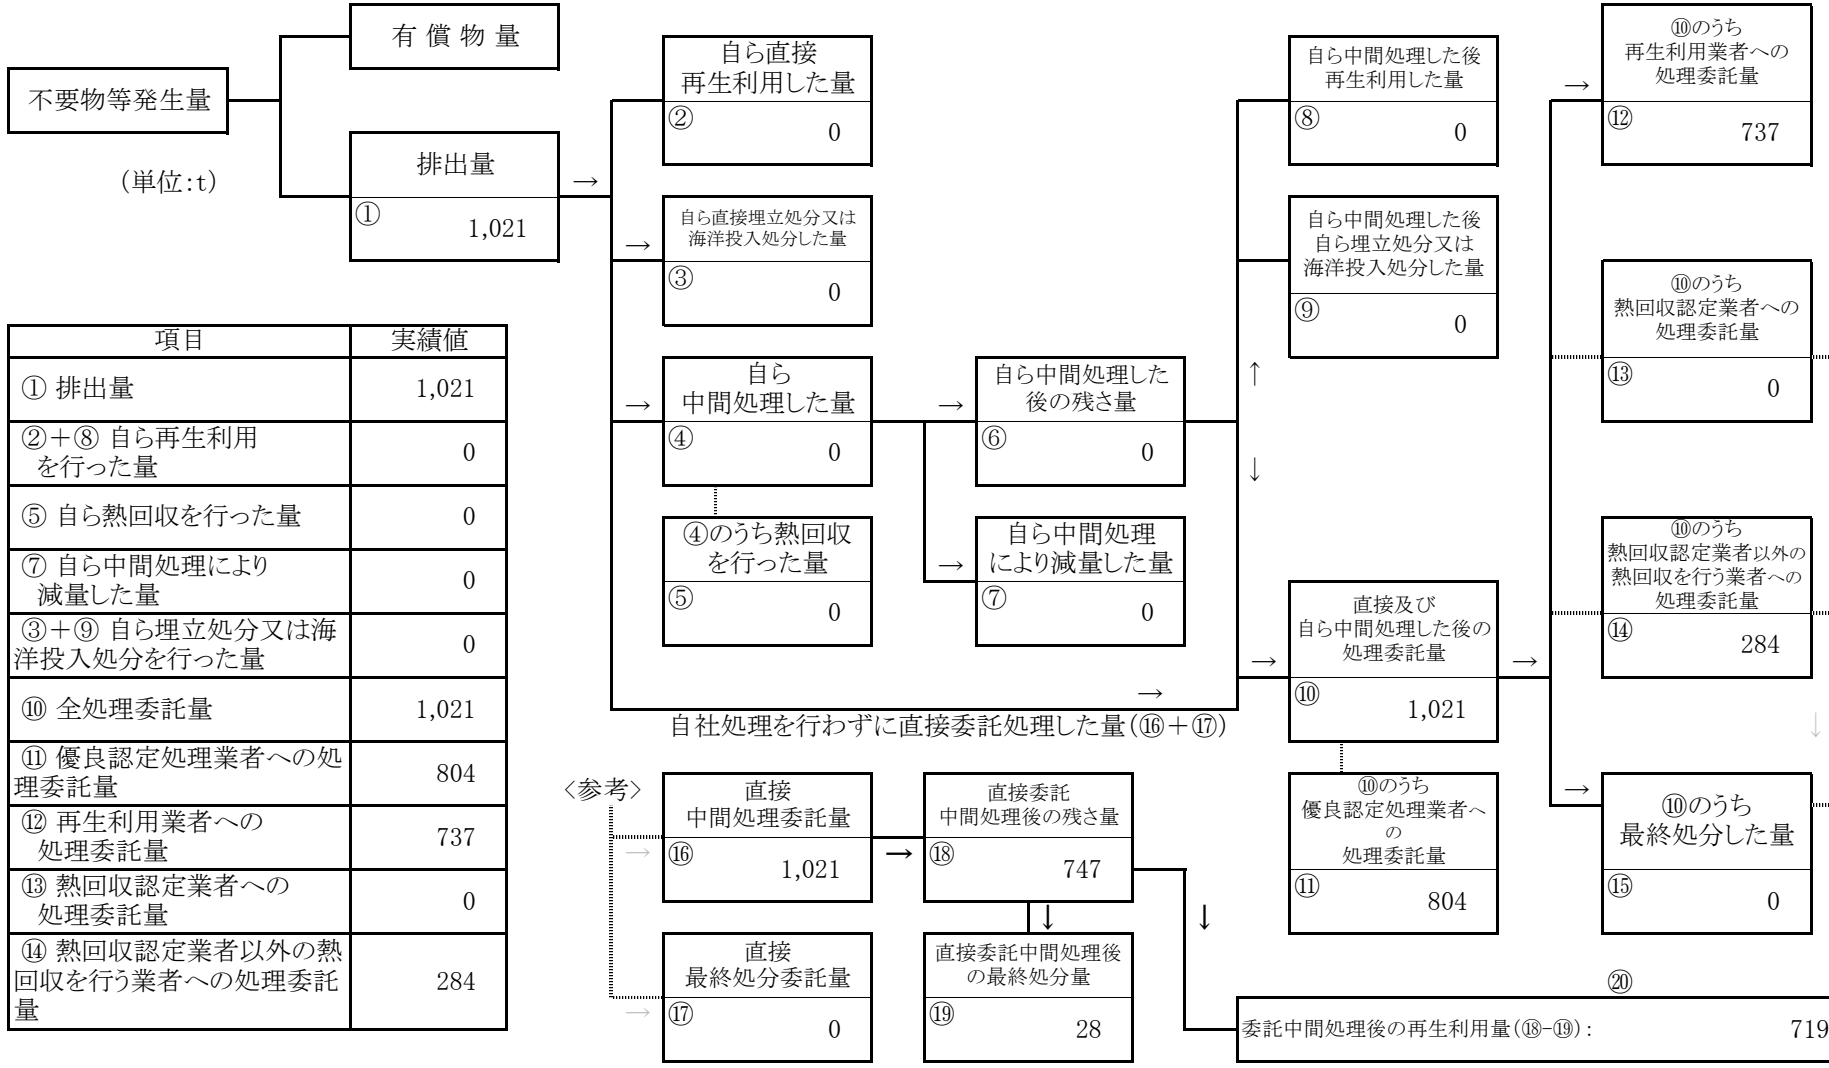 有 償 物 量
不要物等発生量
(単位:t)
排出量
①
1,021
→
自ら直接
再生利用した量
②
0
→
自ら直接埋立処分又は
海洋投入処分した量
③
0
→
自ら
中間処理した量
④
0
④のうち熱回収
を行った量
⑤
0
→
自ら中間処理した
後の残さ量
⑥
0
→
自ら中間処理
により減量した量
⑦
0
↑
↓
自ら中間処理した後
再生利用した量
⑧
0
自ら中間処理した後
自ら埋立処分又は
海洋投入処分した量
⑨
0
→
直接及び
自ら中間処理した後の
処理委託量
⑩
1,021
→
自社処理を行わずに直接委託処理した量(⑯+⑰)
⑩のうち
優良認定処理業者へ
の
処理委託量
⑪
804
→
→
⑩のうち
再生利用業者への
処理委託量
⑫
737
⑩のうち
熱回収認定業者への
処理委託量
⑬
0
⑩のうち
熱回収認定業者以外の
熱回収を行う業者への
処理委託量
⑭
284
↓
→
⑩のうち
最終処分した量
⑮
0
項目 実績値
① 排出量 1,021
②+⑧ 自ら再生利用
を行った量 0
⑤ 自ら熱回収を行った量 0
⑦ 自ら中間処理により
減量した量 0
③+⑨ 自ら埋立処分又は海
洋投入処分を行った量 0
⑩ 全処理委託量 1,021
⑪ 優良認定処理業者への処
理委託量 804
⑫ 再生利用業者への
処理委託量 737
⑬ 熱回収認定業者への
処理委託量 0
⑭ 熱回収認定業者以外の熱
回収を行う業者への処理委託
量 284
<参考>
→
直接
中間処理委託量
⑯
1,021
→
直接委託
中間処理後の残さ量
⑱
747
↓
↓
→
直接
最終処分委託量
⑰
0
直接委託中間処理後
の最終処分量
⑲
28
⑳
委託中間処理後の再生利用量(⑱-⑲): 719